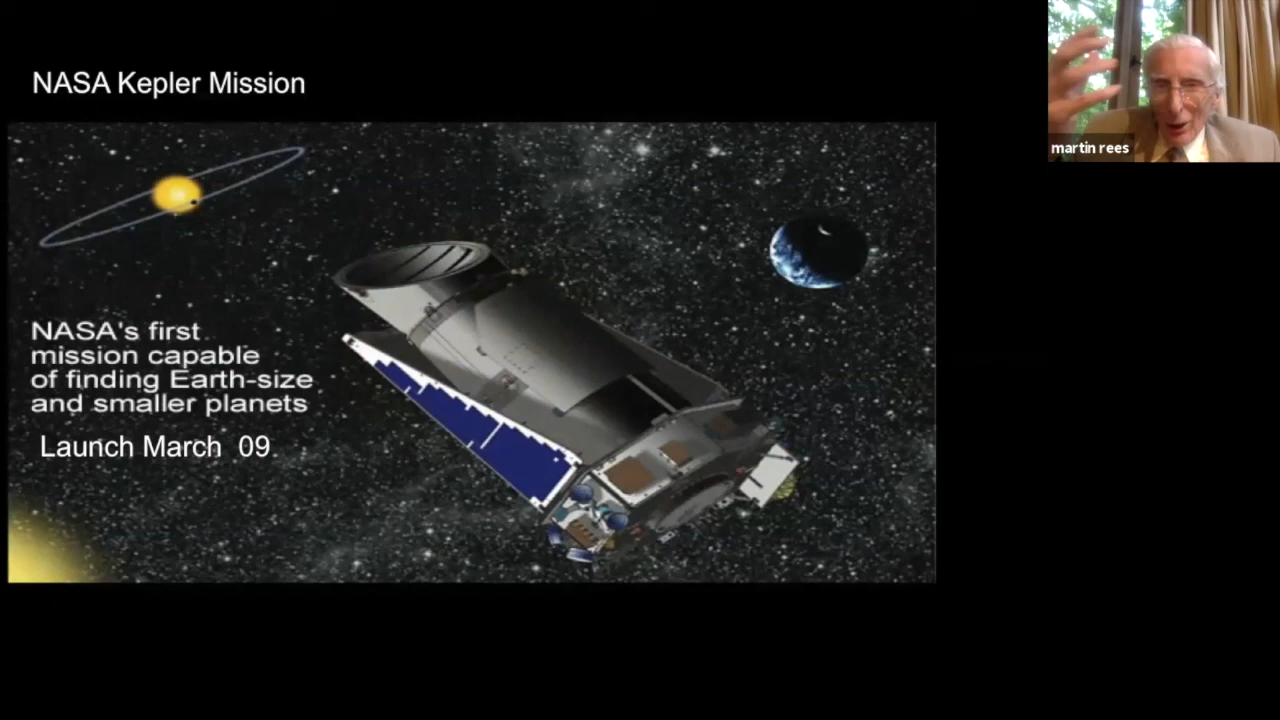 NASA Kepler Mission
martin rees
NASA's first
mission capable
of finding Earth-size
and smaller planets
Launch March 09